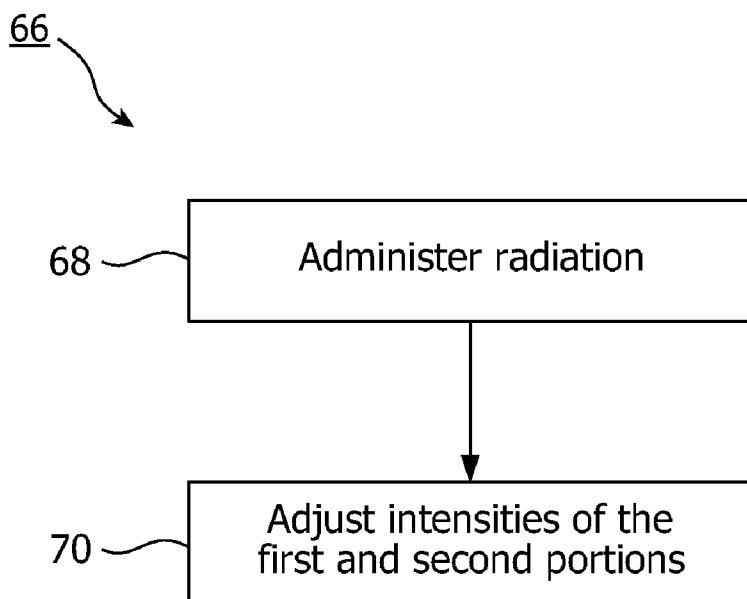 66
68
Administer radiation
70
Adjust intensities of the
first and second portions